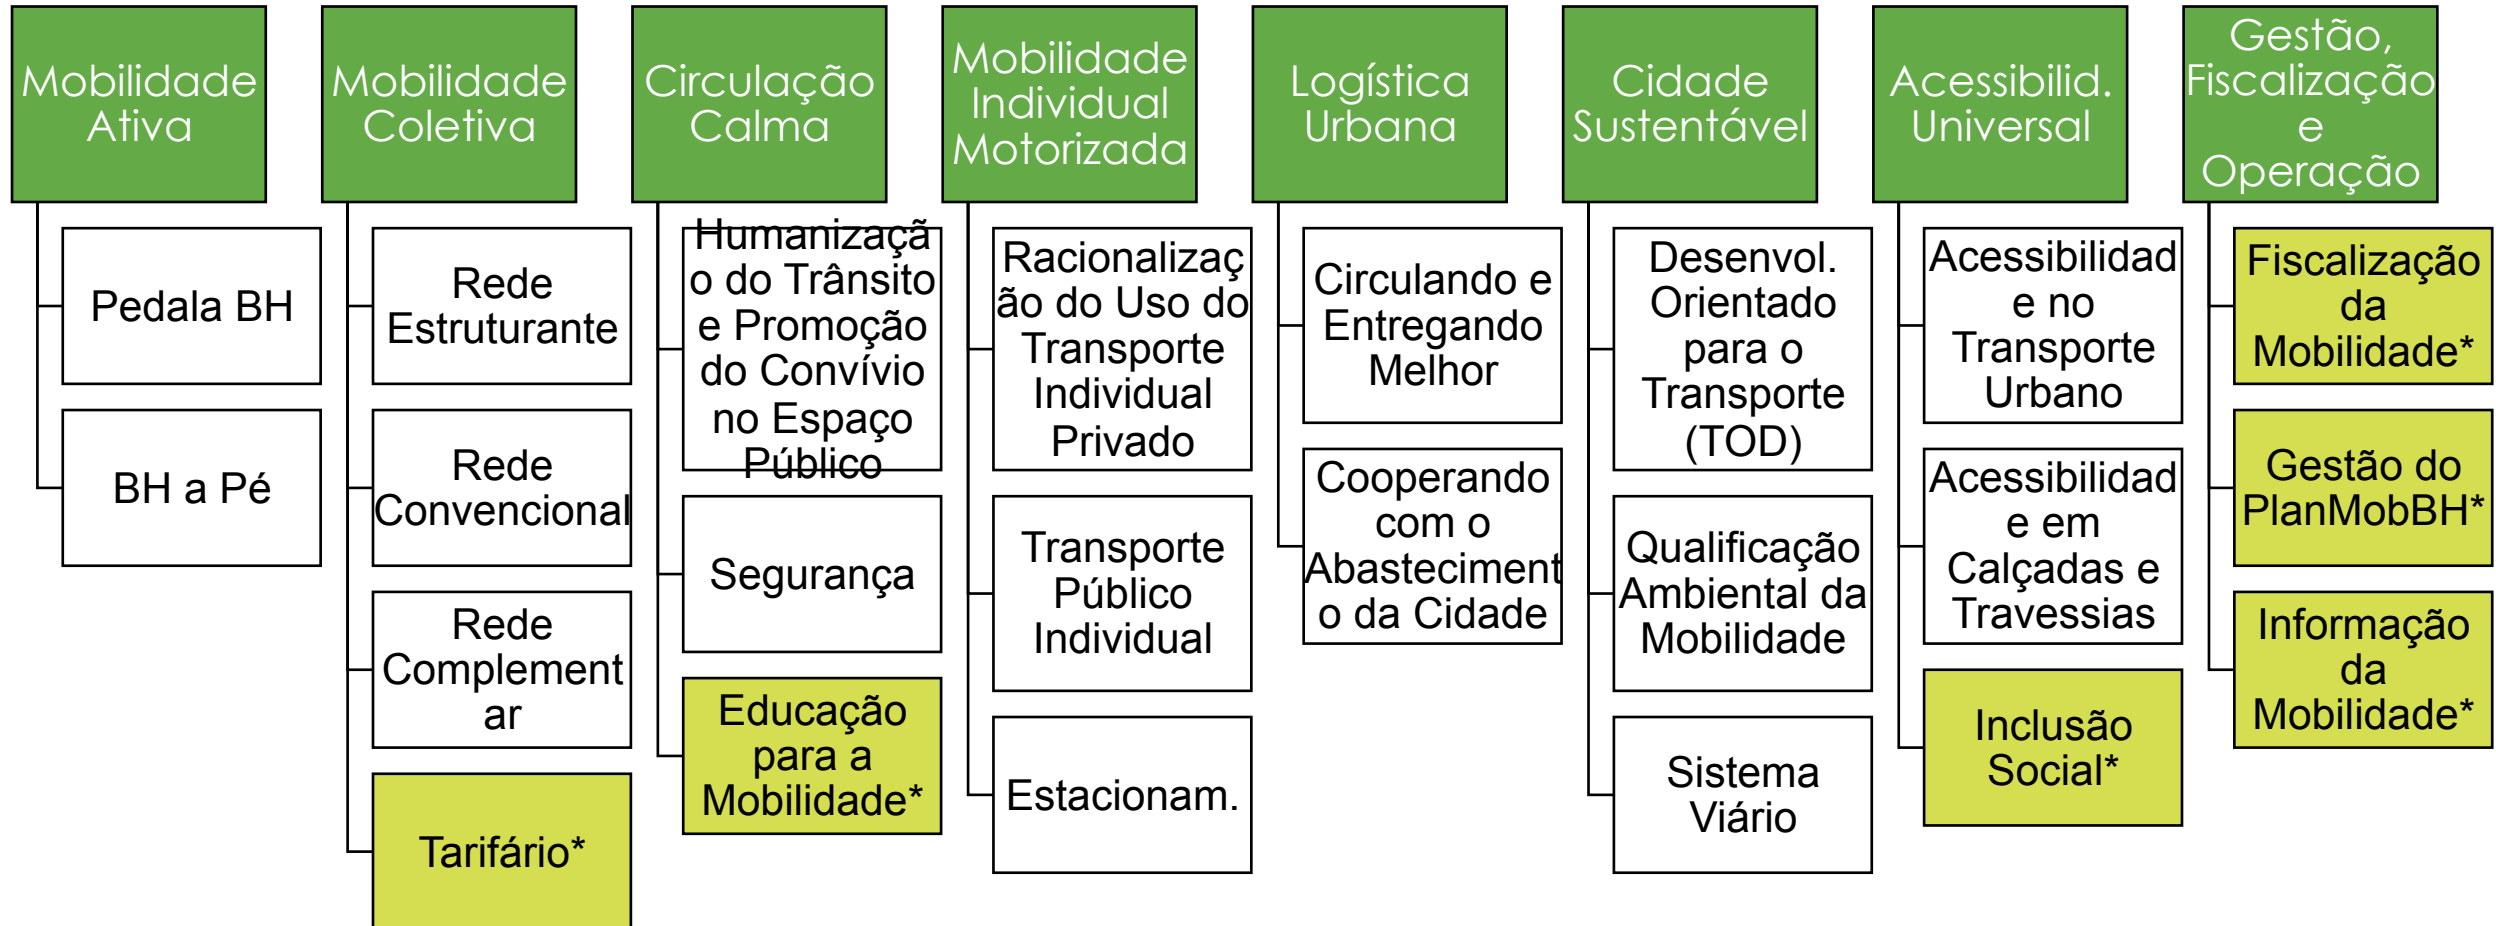 Mobilidade
Ativa
Pedala BH
BH a Pé
Mobilidade
Coletiva
Rede
Estruturante
Rede
Convencional
Rede
Complement
ar
Tarifário*
Circulação
Calma
Humanizaçã
o do Trânsito
e Promoção
do Convívio
no Espaço
Público
Segurança
Educação
para a
Mobilidade*
Mobilidade
Individual
Motorizada
Racionalizaç
ão do Uso do
Transporte
Individual
Privado
Transporte
Público
Individual
Estacionam.
Logística
Urbana
Circulando e
Entregando
Melhor
Cooperando
com o
Abasteciment
o da Cidade
Cidade
Sustentável
Desenvol.
Orientado
para o
Transporte
(TOD)
Qualificação
Ambiental da
Mobilidade
Sistema
Viário
Acessibilid.
Universal
Acessibilidad
e no
Transporte
Urbano
Acessibilidad
e em
Calçadas e
Travessias
Inclusão
Social*
Gestão,
Fiscalização
e
Operação
Fiscalização
da
Mobilidade*
Gestão do
PlanMobBH*
Informação
da
Mobilidade*